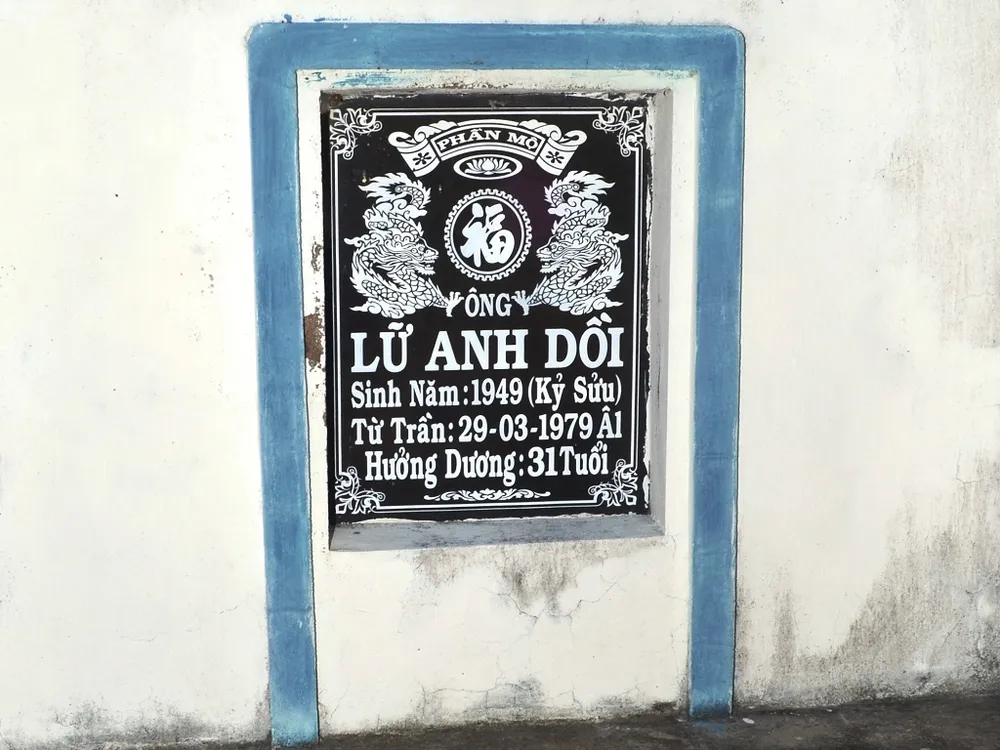 PHẦN MỘ
福
ÔNG
LỮ ANH DỒI
Sinh Năm: 1949 (Kỷ Sửu)
Từ Trần: 29-03-1979 Âl
Hưởng Dương: 31 Tuổi